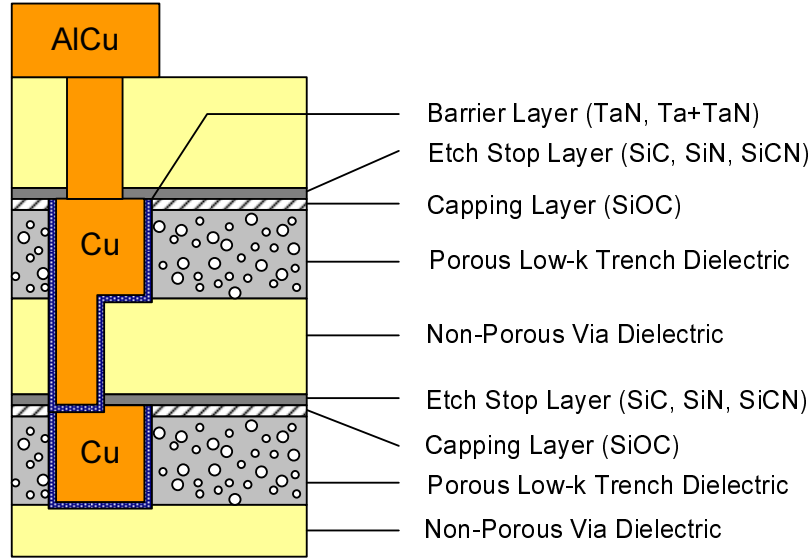 AlCu
Barrier Layer (TaN, Ta+TaN)
Etch Stop Layer (SiC, SiN, SiCN)
Capping Layer (SiOC)
Cu
Porous Low-k Trench Dielectric
Non-Porous Via Dielectric
Etch Stop Layer (SiC, SiN, SiCN)
Capping Layer (SiOC)
Cu
Porous Low-k Trench Dielectric
Non-Porous Via Dielectric